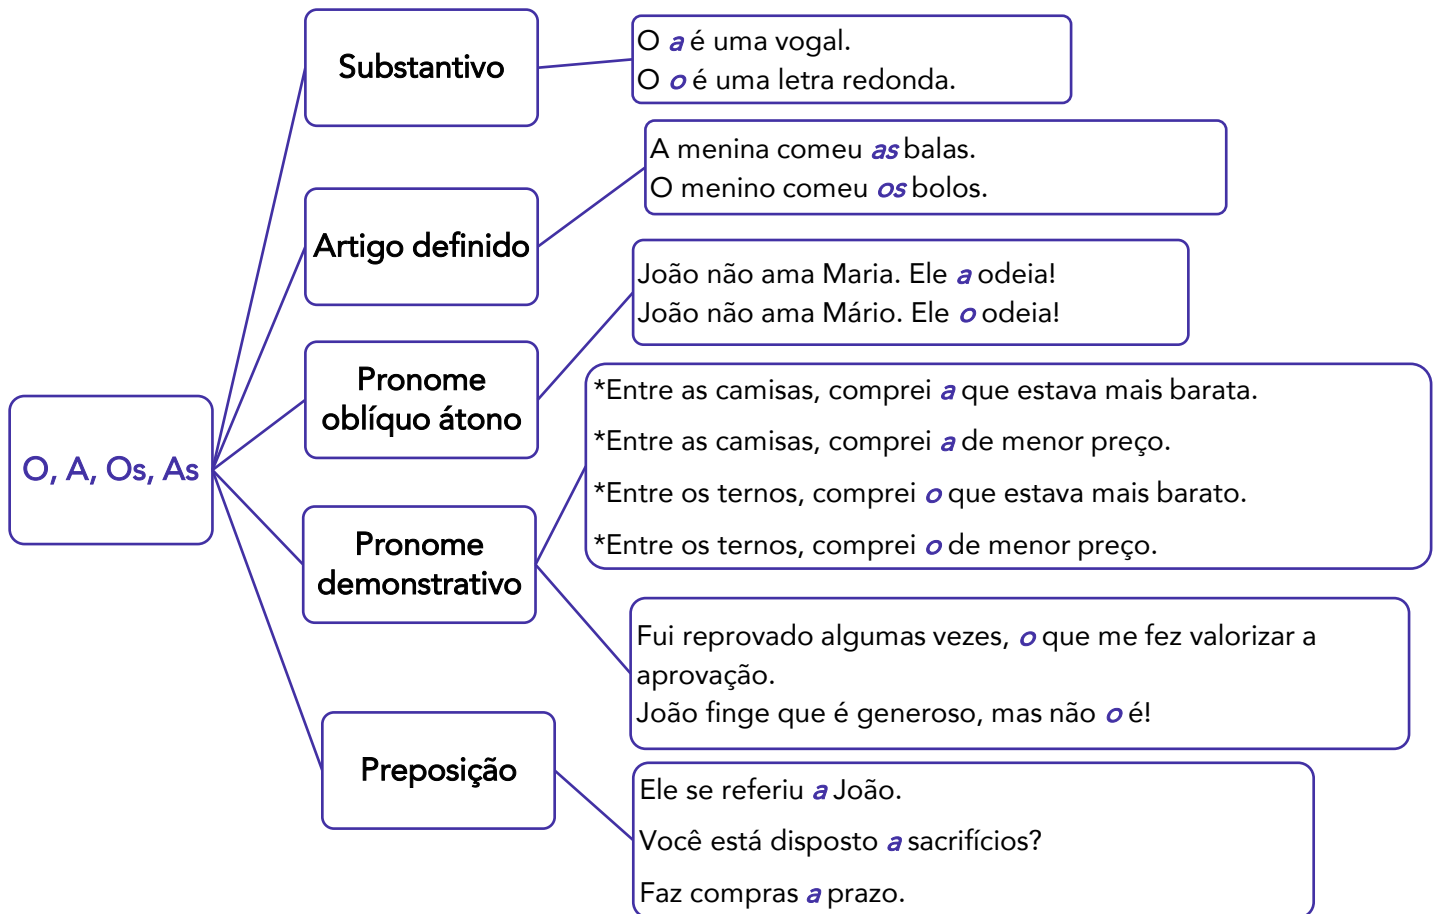 O, A, Os, As
Substantivo
O a é uma vogal.
O o é uma letra redonda.
Artigo definido
A menina comeu as balas.
O menino comeu os bolos.
Pronome
oblíquo átono
João não ama Maria. Ele a odeia!
João não ama Mário. Ele o odeia!
Pronome
demonstrativo
*Entre as camisas, comprei a que estava mais barata.
*Entre as camisas, comprei a de menor preço.
*Entre os ternos, comprei o que estava mais barato.
*Entre os ternos, comprei o de menor preço.
Fui reprovado algumas vezes, o que me fez valorizar a
aprovação.
João finge que é generoso, mas não o é!
Preposição
Ele se referiu a João.
Você está disposto a sacrifícios?
Faz compras a prazo.